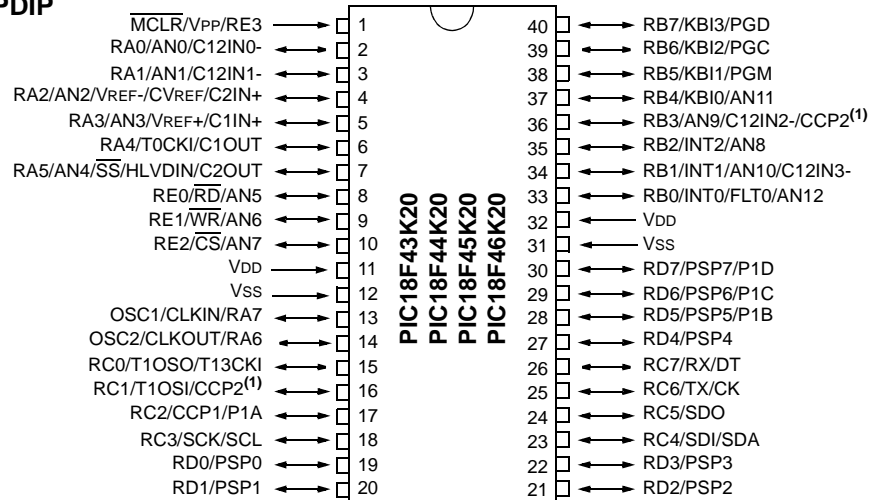 PDIP
MCLR/VPP/RE3 1
RA0/AN0/C12IN0- 2
RA1/AN1/C12IN1- 3
RA2/AN2/VREF-/CVREF/C2IN+ 4
RA3/AN3/VREF+/C1IN+ 5
RA4/T0CKI/C1OUT 6
RA5/AN4/SS/HLVDIN/C2OUT 7
RE0/RD/AN5 8
RE1/WR/AN6 9
RE2/CS/AN7 10
VDD 11
VSS 12
OSC1/CLKIN/RA7 13
OSC2/CLKOUT/RA6 14
RC0/T1OSO/T13CKI 15
RC1/T1OSI/CCP2(1) 16
RC2/CCP1/P1A 17
RC3/SCK/SCL 18
RD0/PSP0 19
RD1/PSP1 20
PIC18F43K20
PIC18F44K20
PIC18F45K20
PIC18F46K20
40 RB7/KBI3/PGD
39 RB6/KBI2/PGC
38 RB5/KBI1/PGM
37 RB4/KBI0/AN11
36 RB3/AN9/C12IN2-/CCP2(1)
35 RB2/INT2/AN8
34 RB1/INT1/AN10/C12IN3-
33 RB0/INT0/FLT0/AN12
32 VDD
31 VSS
30 RD7/PSP7/P1D
29 RD6/PSP6/P1C
28 RD5/PSP5/P1B
27 RD4/PSP4
26 RC7/RX/DT
25 RC6/TX/CK
24 RC5/SDO
23 RC4/SDI/SDA
22 RD3/PSP3
21 RD2/PSP2